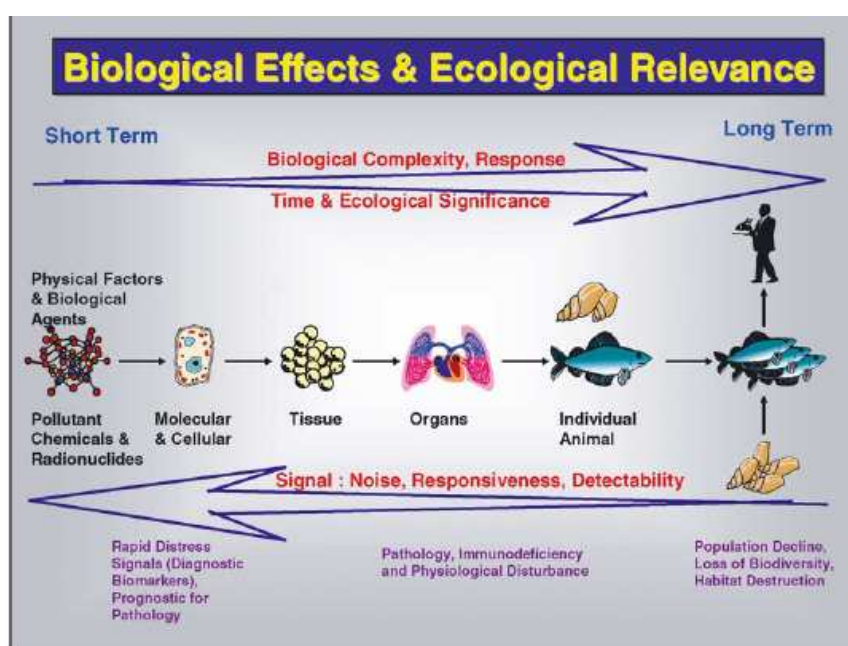 Biological Effects & Ecological Relevance
Short Term
Long Term
Biological Complexity, Response
Time & Ecological Significance
Physical Factors
& Biological
Agents
Pollutant
Chemicals &
Radionuclides
Molecular
& Cellular
Tissue
Organs
Individual
Animal
Signal : Noise, Responsiveness, Detectability
Rapid Distress
Signals (Diagnostic
Biomarkers),
Prognostic for
Pathology
Pathology, Immunodeficiency
and Physiological Disturbance
Population Decline,
Loss of Biodiversity,
Habitat Destruction